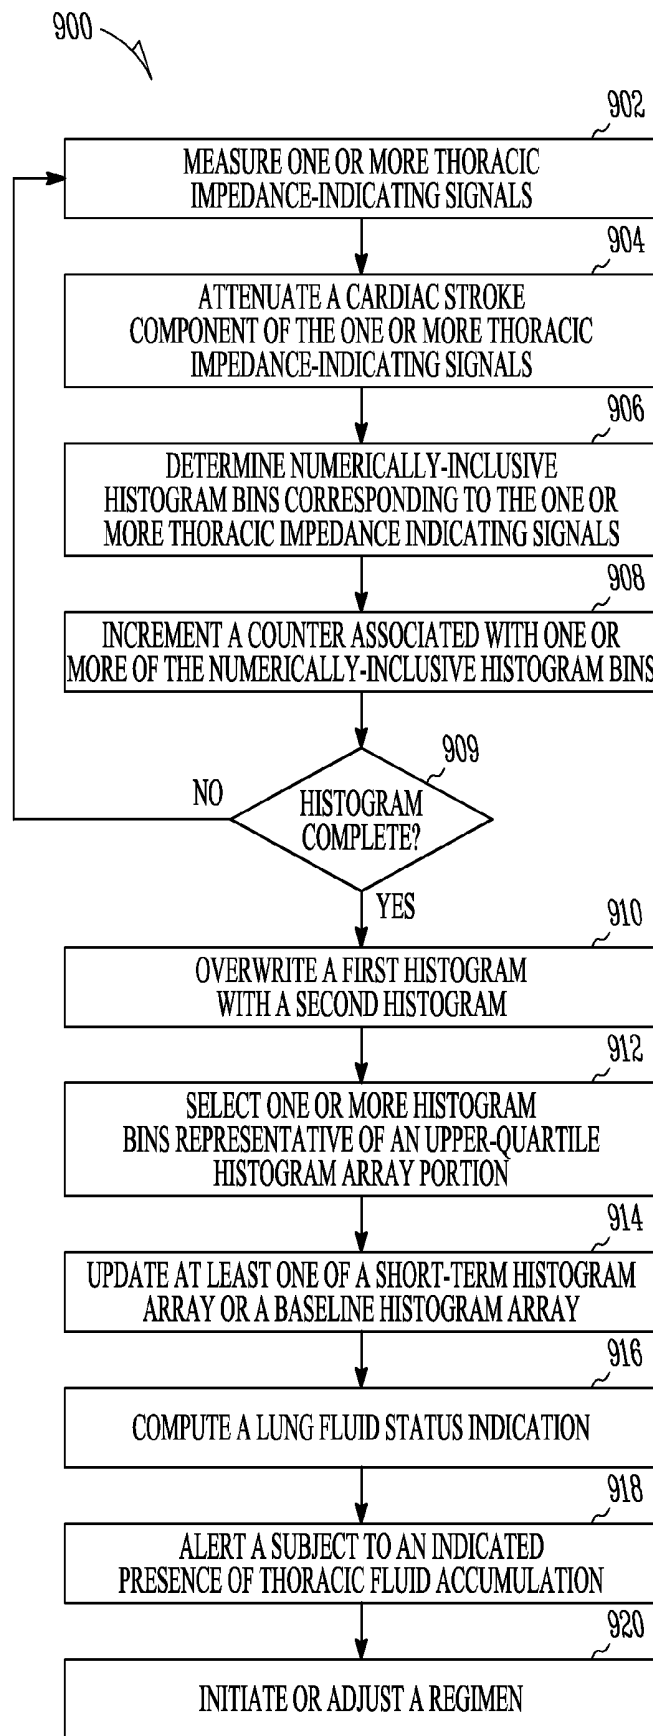 900
902
MEASURE ONE OR MORE THORACIC
IMPEDANCE-INDICATING SIGNALS
904
ATTENUATE A CARDIAC STROKE
COMPONENT OF THE ONE OR MORE THORACIC
IMPEDANCE-INDICATING SIGNALS
906
DETERMINE NUMERICALLY-INCLUSIVE
HISTOGRAM BINS CORRESPONDING TO THE ONE OR
MORE THORACIC IMPEDANCE INDICATING SIGNALS
908
INCREMENT A COUNTER ASSOCIATED WITH ONE OR
MORE OF THE NUMERICALLY-INCLUSIVE HISTOGRAM BINS
909
NO
HISTOGRAM
COMPLETE?
YES
910
OVERWRITE A FIRST HISTOGRAM
WITH A SECOND HISTOGRAM
912
SELECT ONE OR MORE HISTOGRAM
BINS REPRESENTATIVE OF AN UPPER-QUARTILE
HISTOGRAM ARRAY PORTION
914
UPDATE AT LEAST ONE OF A SHORT-TERM HISTOGRAM
ARRAY OR A BASELINE HISTOGRAM ARRAY
916
COMPUTE A LUNG FLUID STATUS INDICATION
918
ALERT A SUBJECT TO AN INDICATED
PRESENCE OF THORACIC FLUID ACCUMULATION
920
INITIATE OR ADJUST A REGIMEN